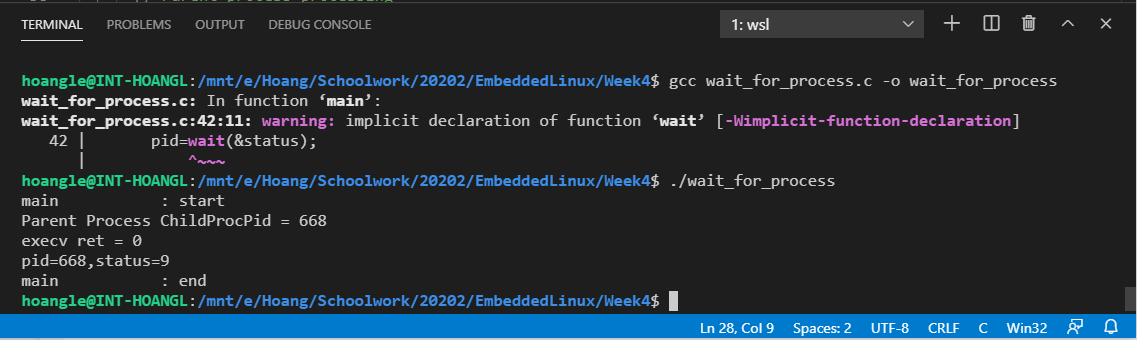 TERMINAL PROBLEMS OUTPUT DEBUG CONSOLE 1: wsl
hoangle@INT-HOANGL:/mnt/e/Hoang/Schoolwork/20202/EmbeddedLinux/Week4$ gcc wait_for_process.c -o wait_for_process
wait_for_process.c: In function ‘main’:
wait_for_process.c:42:11: warning: implicit declaration of function ‘wait’ [-Wimplicit-function-declaration]
   42 |       pid=wait(&status);
      |           ^~~~
hoangle@INT-HOANGL:/mnt/e/Hoang/Schoolwork/20202/EmbeddedLinux/Week4$ ./wait_for_process
main            : start
Parent Process ChildProcPid = 668
execv ret = 0
pid=668,status=9
main            : end
hoangle@INT-HOANGL:/mnt/e/Hoang/Schoolwork/20202/EmbeddedLinux/Week4$
Ln 28, Col 9 Spaces: 2 UTF-8 CRLF C Win32